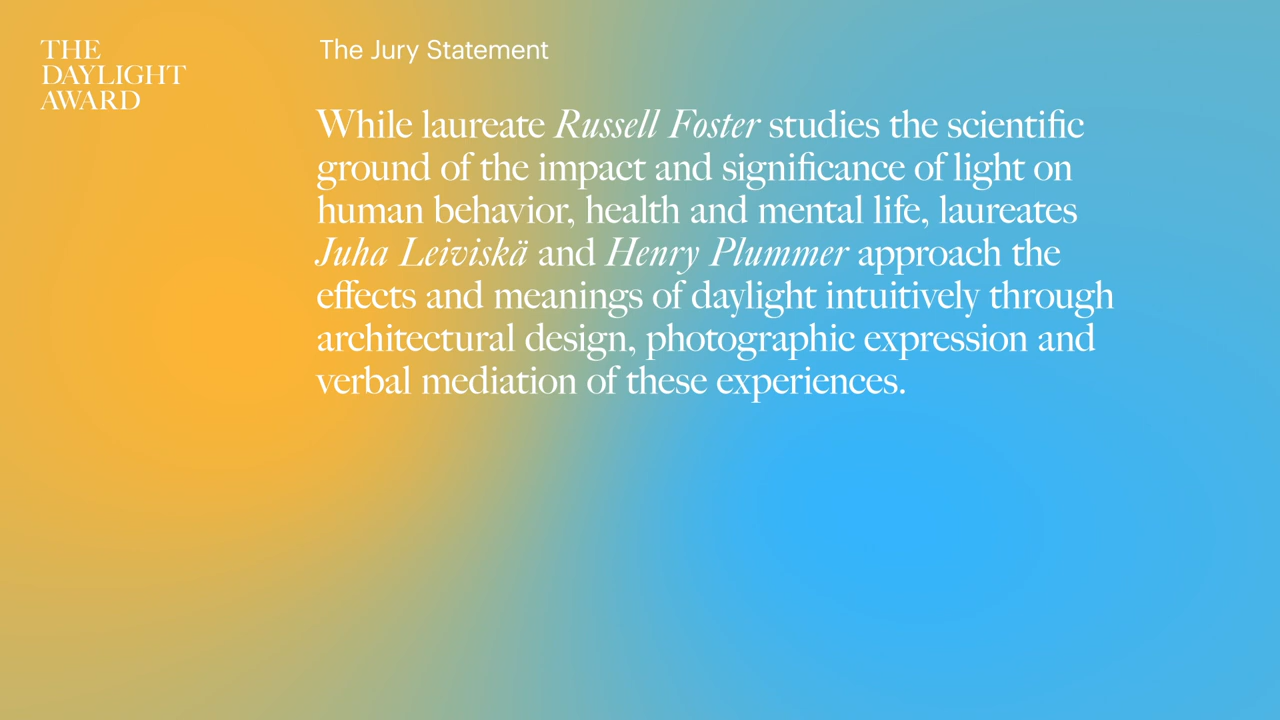 THE
DAYLIGHT
AWARD
The Jury Statement
While laureate Russell Foster studies the scientific
ground of the impact and significance of light on
human behavior, health and mental life, laureates
Juha Leiviskä and Henry Plummer approach the
effects and meanings of daylight intuitively through
architectural design, photographic expression and
verbal mediation of these experiences.